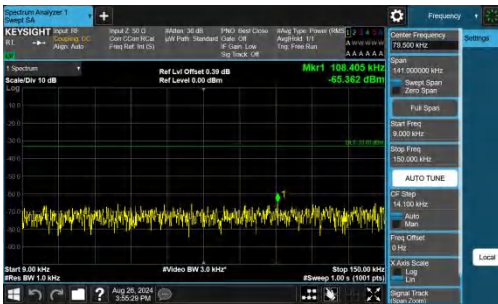 Spectrum Analyzer 1
Swept SA
Frequency
KEYSIGHT
Input: RF
Coupling: DC
Align: Auto
Input Z: 50 Ω
Corr CCorr RCal
Freq Ref: Int (S)
#Atten: 30 dB
µW Path: Standard
PNO: Best Close
Gate: Off
IF Gain: Low
Sig Track: Off
#Avg Type: Power (RMS)
Avg|Hold: 1/1
Trig: Free Run
1 Spectrum
Scale/Div 10 dB
Log
Ref Lvl Offset 0.39 dB
Ref Level 0.00 dBm
Mkr1 108.405 kHz
-65.362 dBm
Start 9.00 kHz
#Res BW 1.0 kHz
#Video BW 3.0 kHz*
Stop 150.00 kHz
#Sweep 1.06 s (1001 pts)
Aug 26, 2024
3:55:29 PM
Center Frequency
79.500 kHz
Span
141.000000 kHz
Swept Span
Zero Span
Full Span
Start Freq
9.000 kHz
Stop Freq
150.000 kHz
AUTO TUNE
CF Step
14.100 kHz
Auto
Man
Freq Offset
0 Hz
X Axis Scale
Log
Lin
Signal Track
(Span Zoom)
Settings
Local